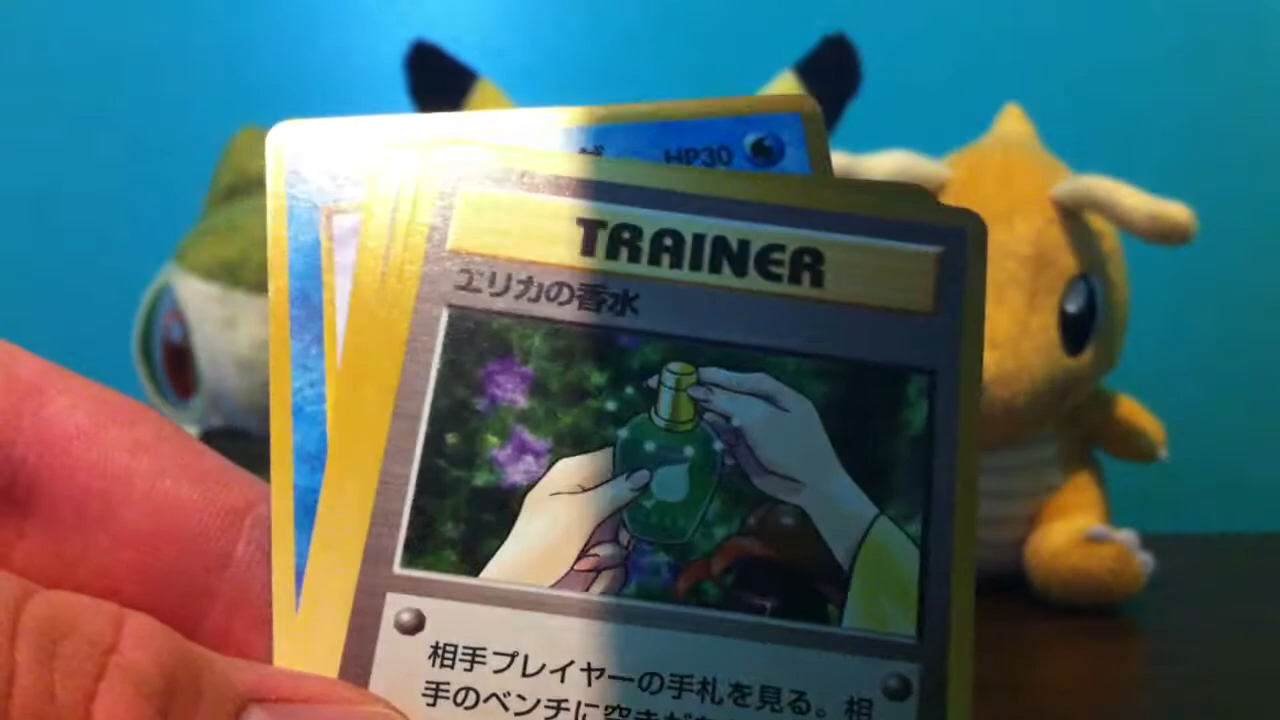 HP30
TRAINER
エリカの香水
相手プレイヤーの手札を見る。相
手のベンチに空きが